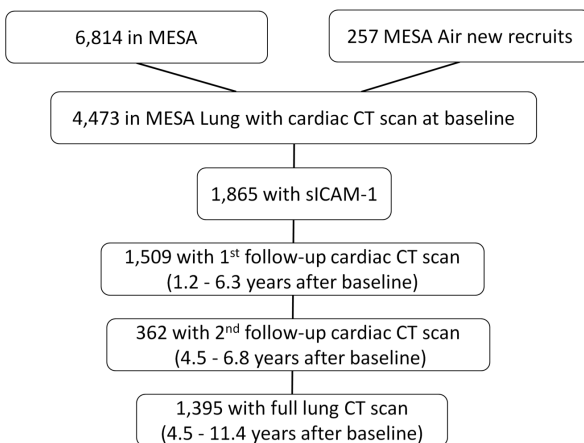 6,814 in MESA
257 MESA Air new recruits
4,473 in MESA Lung with cardiac CT scan at baseline
1,865 with sICAM-1
1,509 with 1st follow-up cardiac CT scan
(1.2 - 6.3 years after baseline)
362 with 2nd follow-up cardiac CT scan
(4.5 - 6.8 years after baseline)
1,395 with full lung CT scan
(4.5 - 11.4 years after baseline)